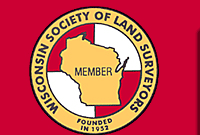 WISCONSIN SOCIETY OF LAND SURVEYORS
MEMBER
FOUNDED
IN 1952